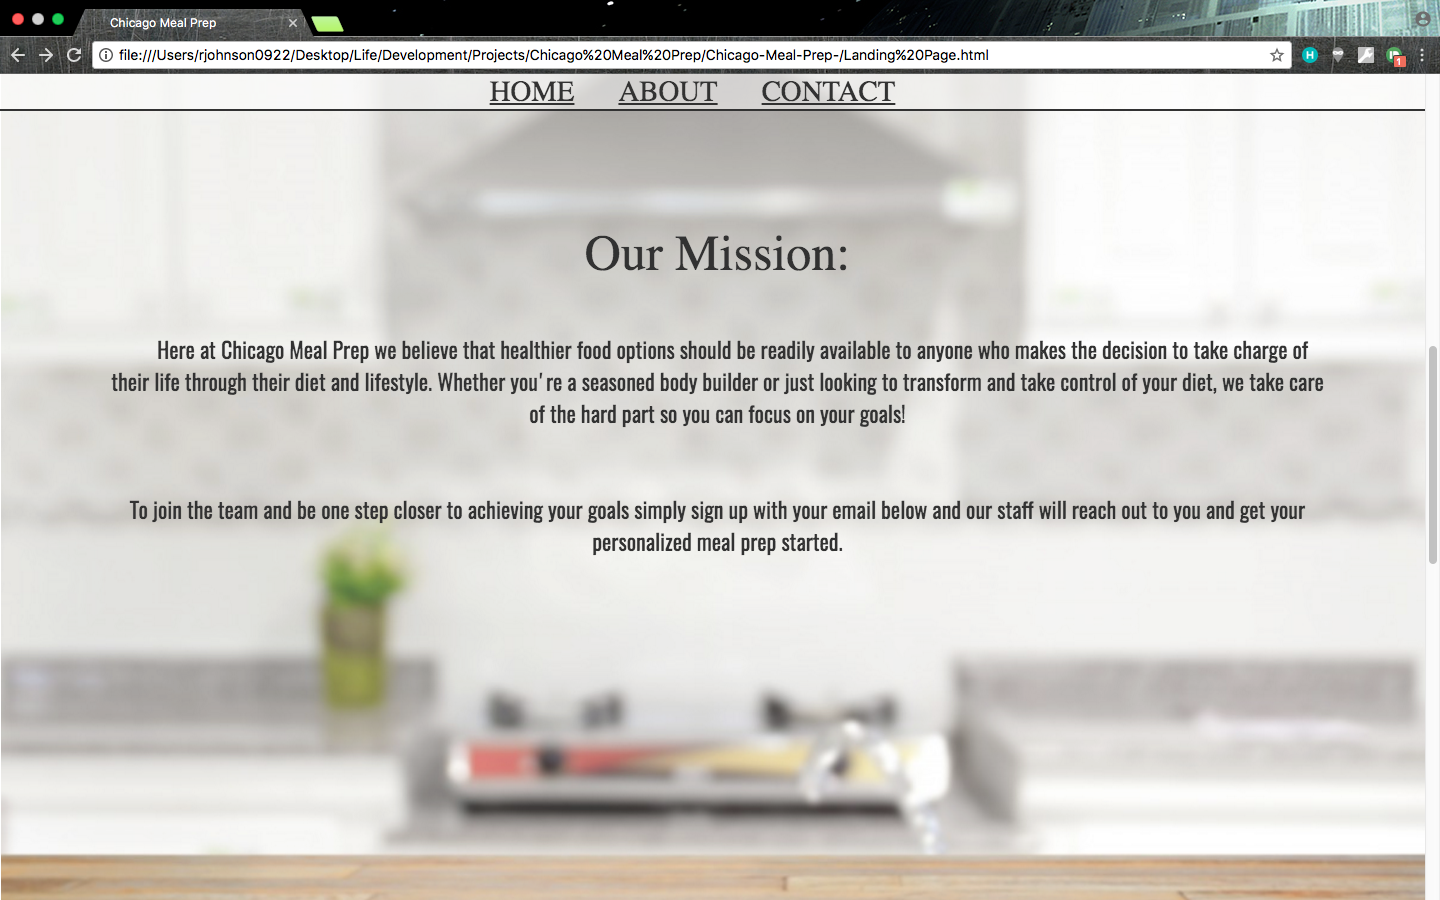 Chicago Meal Prep
file:///Users/rjohnson0922/Desktop/Life/Development/Projects/Chicago%20Meal%20Prep/Chicago-Meal-Prep-/Landing%20Page.html
H
1
HOME ABOUT CONTACT
Our Mission:
Here at Chicago Meal Prep we believe that healthier food options should be readily available to anyone who makes the decision to take charge of
their life through their diet and lifestyle. Whether you're a seasoned body builder or just looking to transform and take control of your diet, we take care
of the hard part so you can focus on your goals!
To join the team and be one step closer to achieving your goals simply sign up with your email below and our staff will reach out to you and get your
personalized meal prep started.